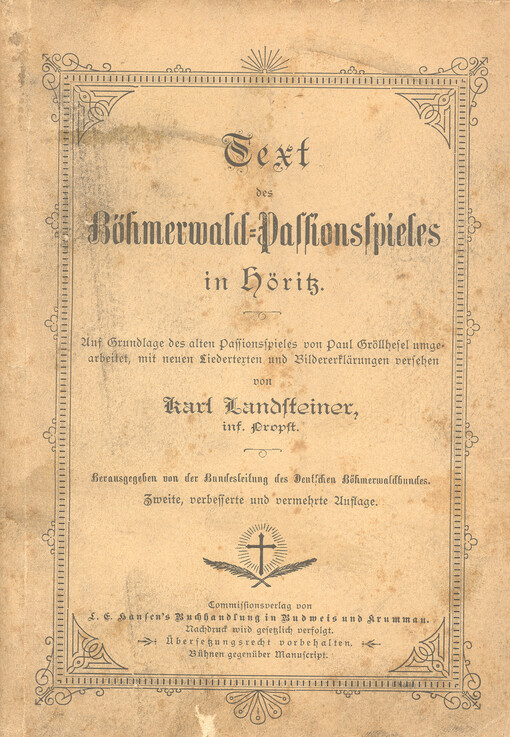 Text
des
Böhmerwald-Passionsspieles
in Höritz.
Auf Grundlage des alten Passionsspieles von Paul Gröllhesel umge-
arbeitet, mit neuen Liedertexten und Bildererklärungen versehen
von
Karl Landsteiner,
inf. Propst.
Herausgegeben von der Bundesleitung des Deutschen Böhmerwaldbundes.
Zweite, verbesserte und vermehrte Auflage.
Commissionsverlag von
L. E. Hansen's Buchhandlung in Budweis und Krummau.
Nachdruck wird gesetzlich verfolgt.
Übersetzungsrecht vorbehalten.
Bühnen gegenüber Manuscript.